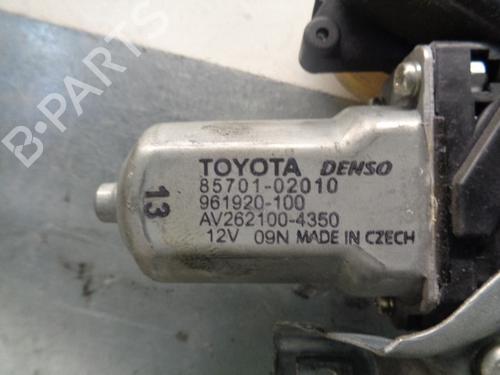 B-PARTS
TOYOTA DENSO
85701-02010
961920-100
AV262100-4350
12V 09N MADE IN CZECH
13